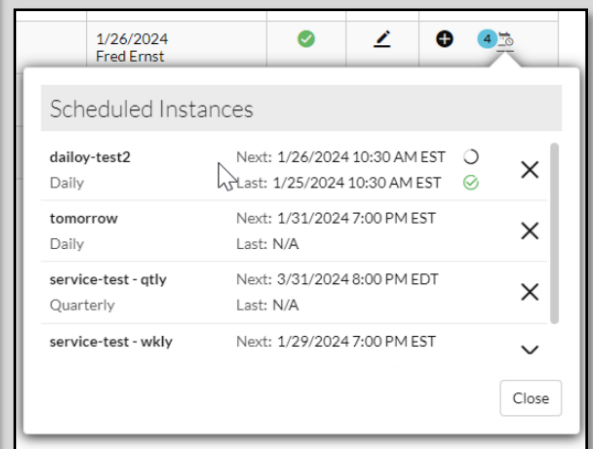 1/26/2024
Fred Ernst
4
Scheduled Instances
dailoy-test2 Next: 1/26/2024 10:30 AM EST
Daily Last: 1/25/2024 10:30 AM EST
tomorrow Next: 1/31/2024 7:00 PM EST
Daily Last: N/A
service-test - qtly Next: 3/31/2024 8:00 PM EDT
Quarterly Last: N/A
service-test - wkly Next: 1/29/2024 7:00 PM EST
Close